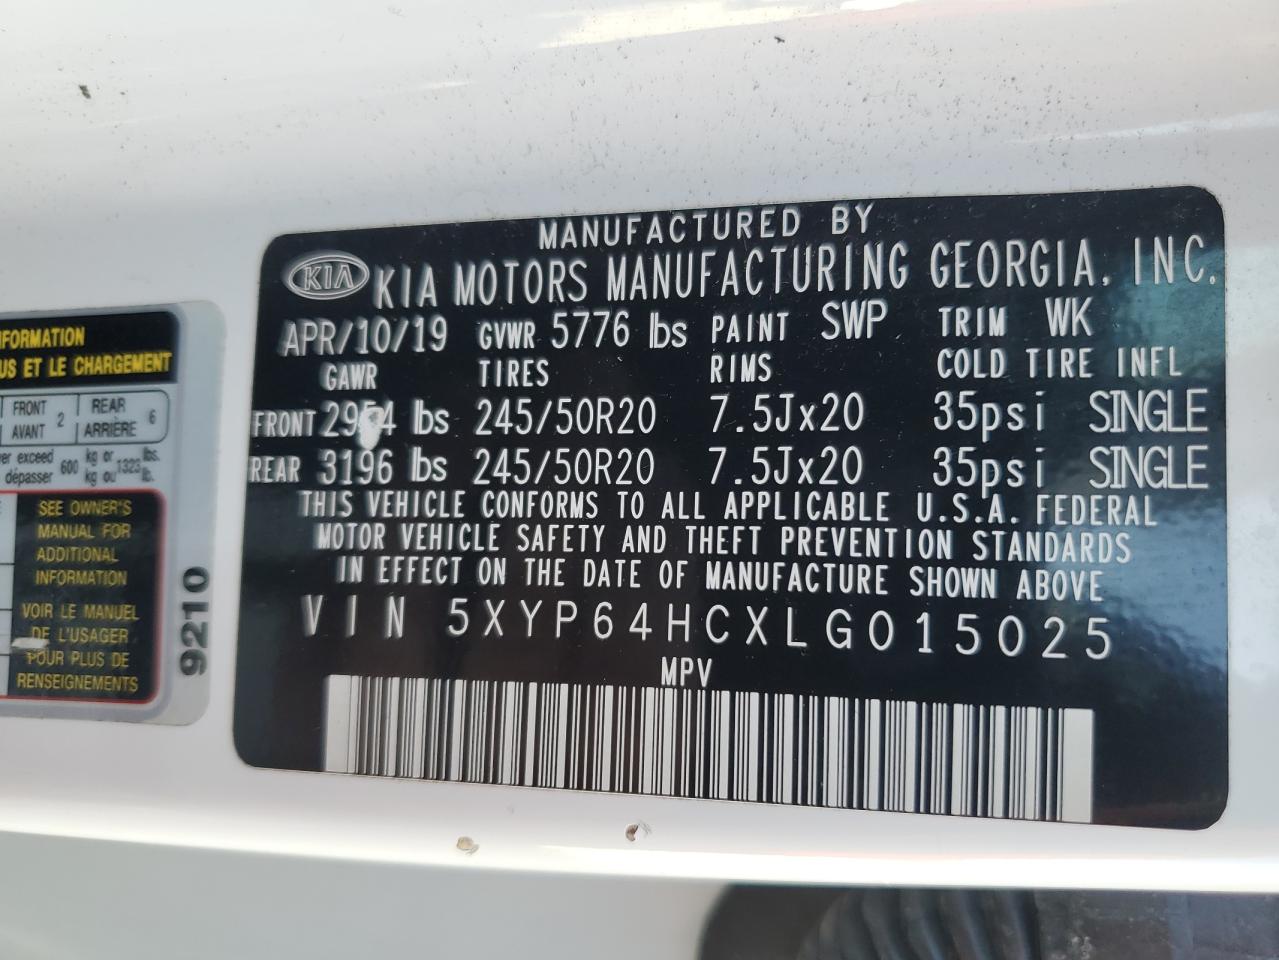 MANUFACTURED BY
KIA KIA MOTORS MANUFACTURING GEORGIA, INC.
APR/10/19 GVWR 5776 lbs PAINT SWP TRIM WK
GAWR TIRES RIMS COLD TIRE INFL
FRONT lbs 245/50R20 7.5Jx20 35psi SINGLE
REAR 3196 lbs 245/50R20 7.5Jx20 35psi SINGLE
THIS VEHICLE CONFORMS TO ALL APPLICABLE U.S.A. FEDERAL
MOTOR VEHICLE SAFETY AND THEFT PREVENTION STANDARDS
IN EFFECT ON THE DATE OF MANUFACTURE SHOWN ABOVE
VIN 5XYP64HCXLG015025
MPV
ET LE CHARGEMENT
FRONT 2 REAR 6
AVANT ARRIÈRE
exceed kg or lbs.
dépasser 600 kg ou 1323 lb.
SEE OWNER'S
MANUAL FOR
ADDITIONAL
INFORMATION
VOIR LE MANUEL
DE L'USAGER
POUR PLUS DE
RENSEIGNEMENTS
9210